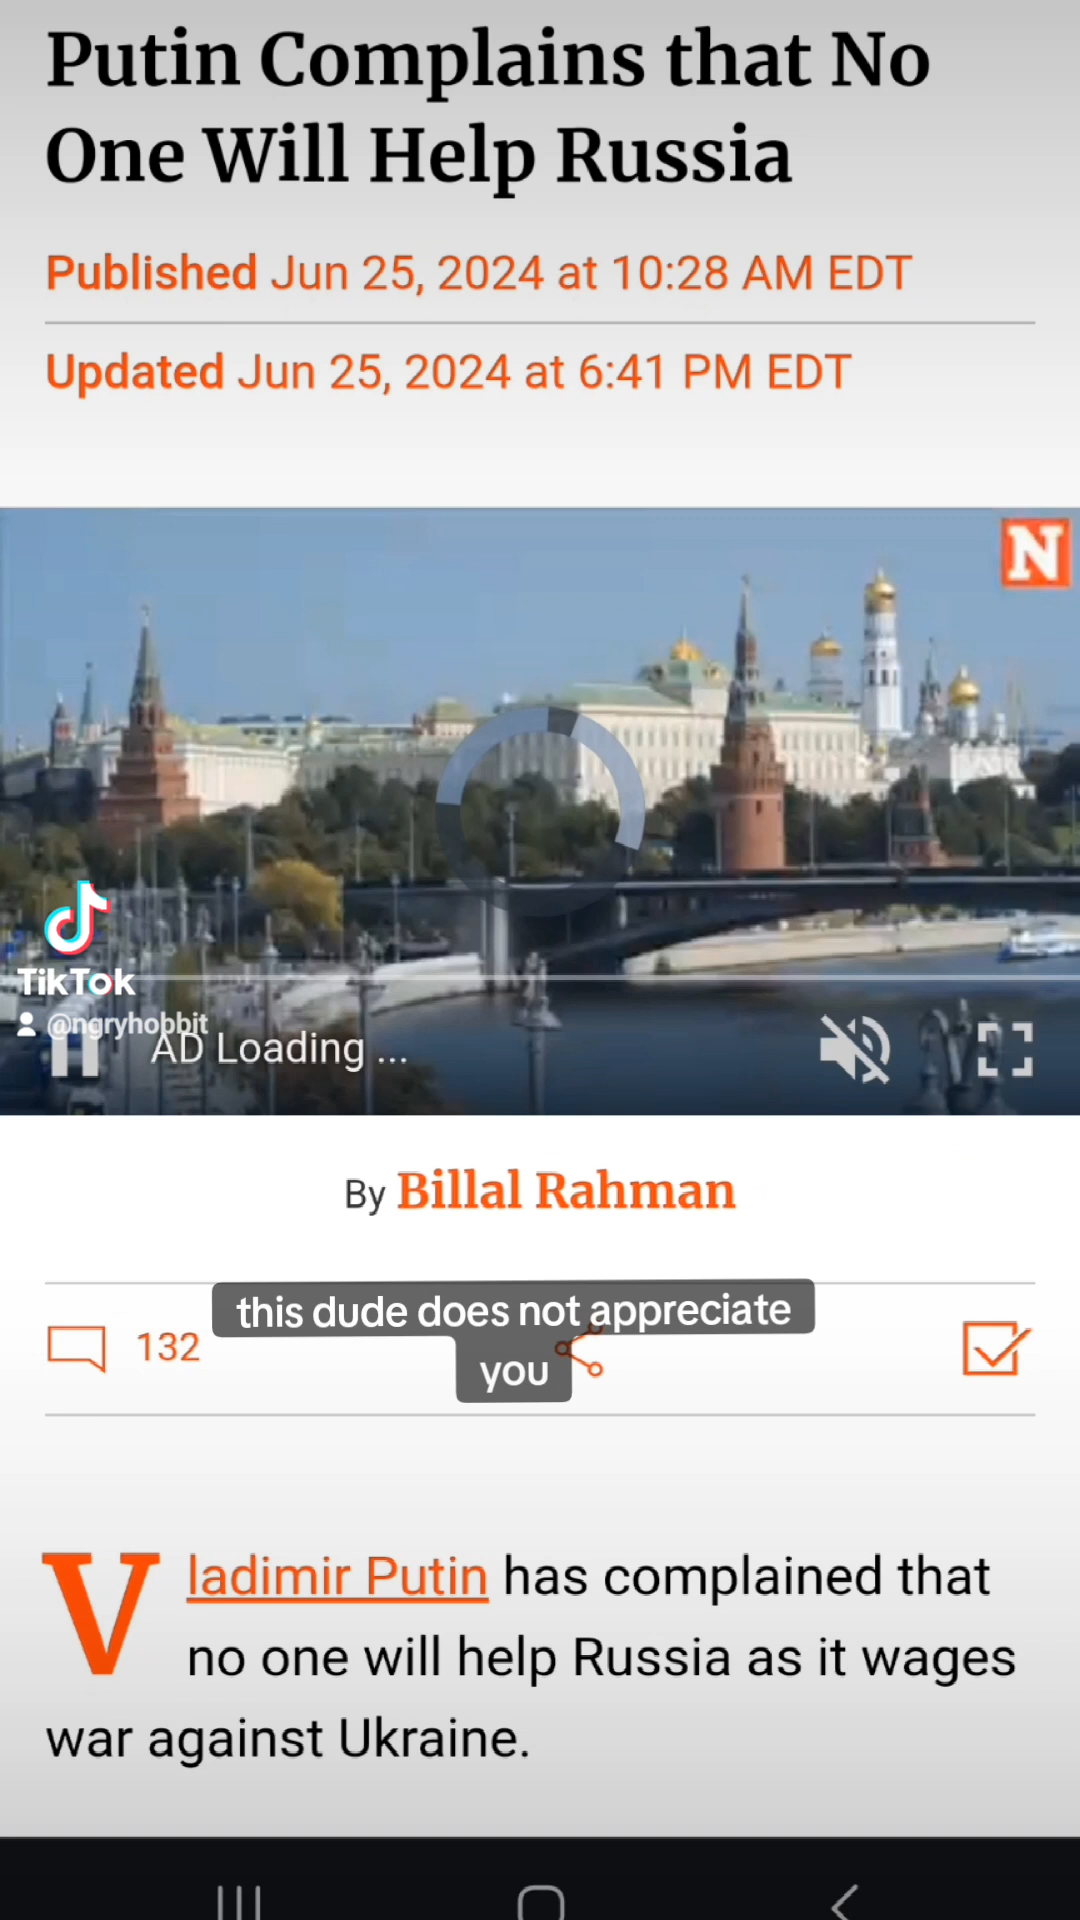 Putin Complains that No
One Will Help Russia
Published Jun 25, 2024 at 10:28 AM EDT
Updated Jun 25, 2024 at 6:41 PM EDT
N
TikTok
@ngryhobbit
AD Loading ...
By Billal Rahman
this dude does not appreciate
you
132
Vladimir Putin has complained that
no one will help Russia as it wages
war against Ukraine.